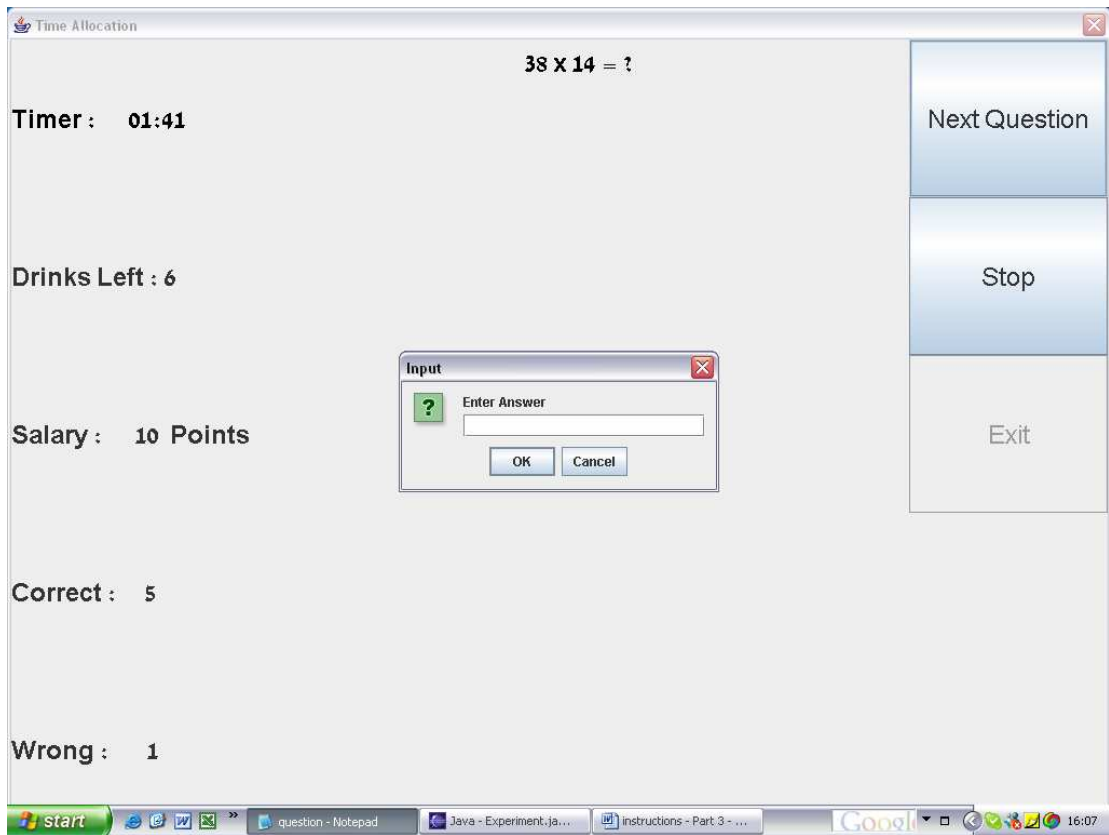 Time Allocation
38 X 14 = ?
Timer : 01:41
Next Question
Drinks Left : 6
Stop
Input
?
Enter Answer
OK Cancel
Salary : 10 Points
Exit
Correct : 5
Wrong : 1
start W X » question - Notepad Java - Experiment.ja... instructions - Part 3 - ... Googl 16:07